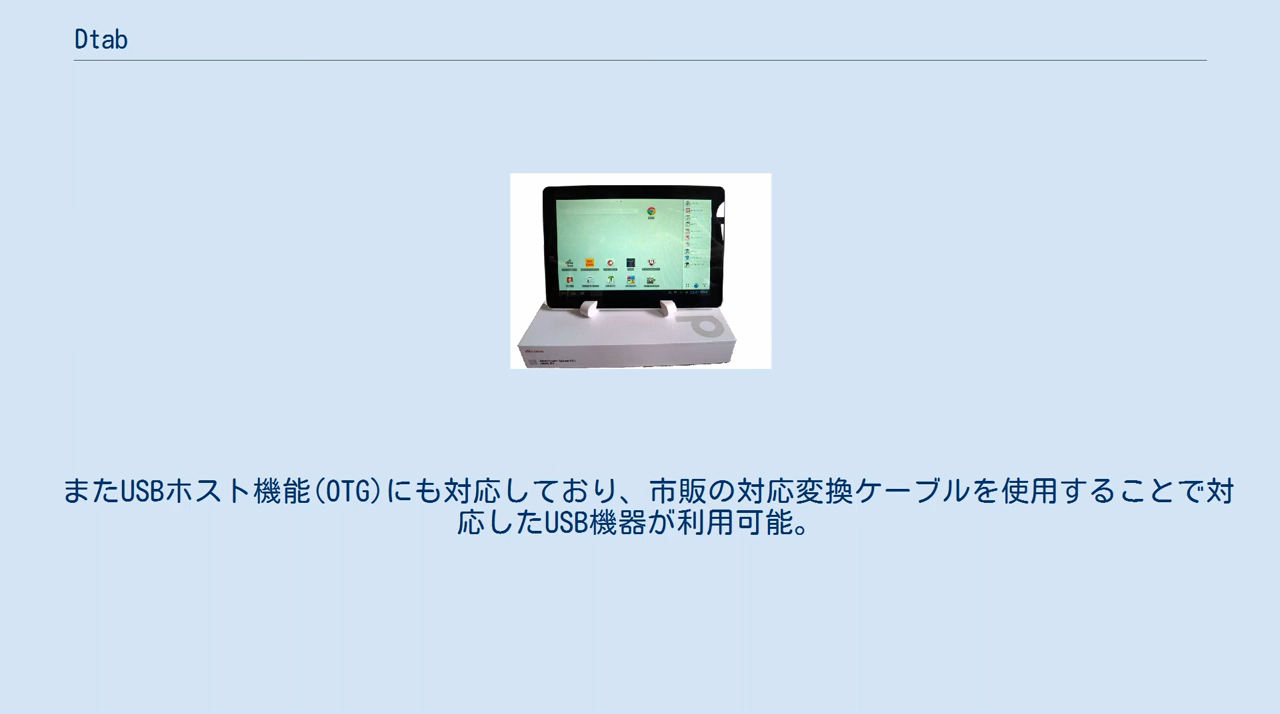 Dtab
またUSBホスト機能(OTG)にも対応しており、市販の対応変換ケーブルを使用することで対
応したUSB機器が利用可能。